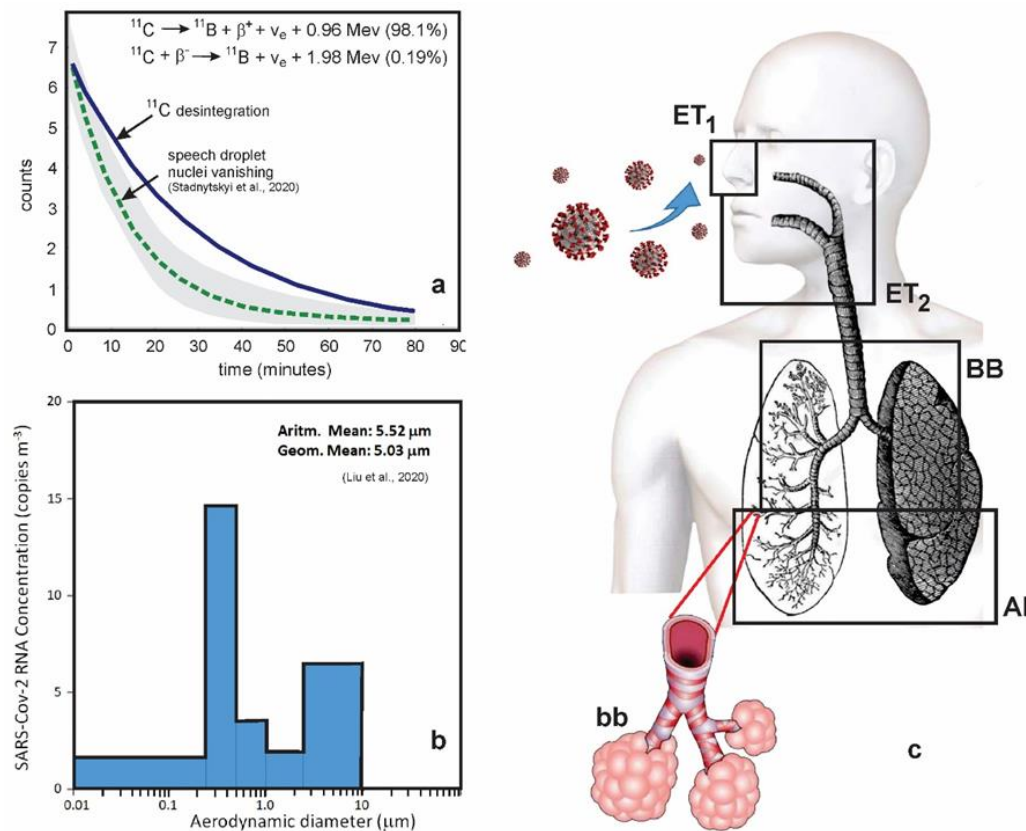 ¹¹C → ¹¹B + β⁺ + νₑ + 0.96 Mev (98.1%)
¹¹C + β⁻ → ¹¹B + νₑ + 1.98 Mev (0.19%)
¹¹C desintegration
speech droplet
nuclei vanishing
(Stadnytskyi et al., 2020)
counts
7
6
5
4
3
2
1
0
a
0 10 20 30 40 50 60 70 80 90
time (minutes)
SARS-Cov-2 RNA Concentration (copies m⁻³)
20
15
10
5
0
Aritm. Mean: 5.52 μm
Geom. Mean: 5.03 μm
(Liu et al., 2020)
b
0.01 0.1 1.0 10
Aerodynamic diameter (μm)
ET₁
ET₂
BB
bb
c